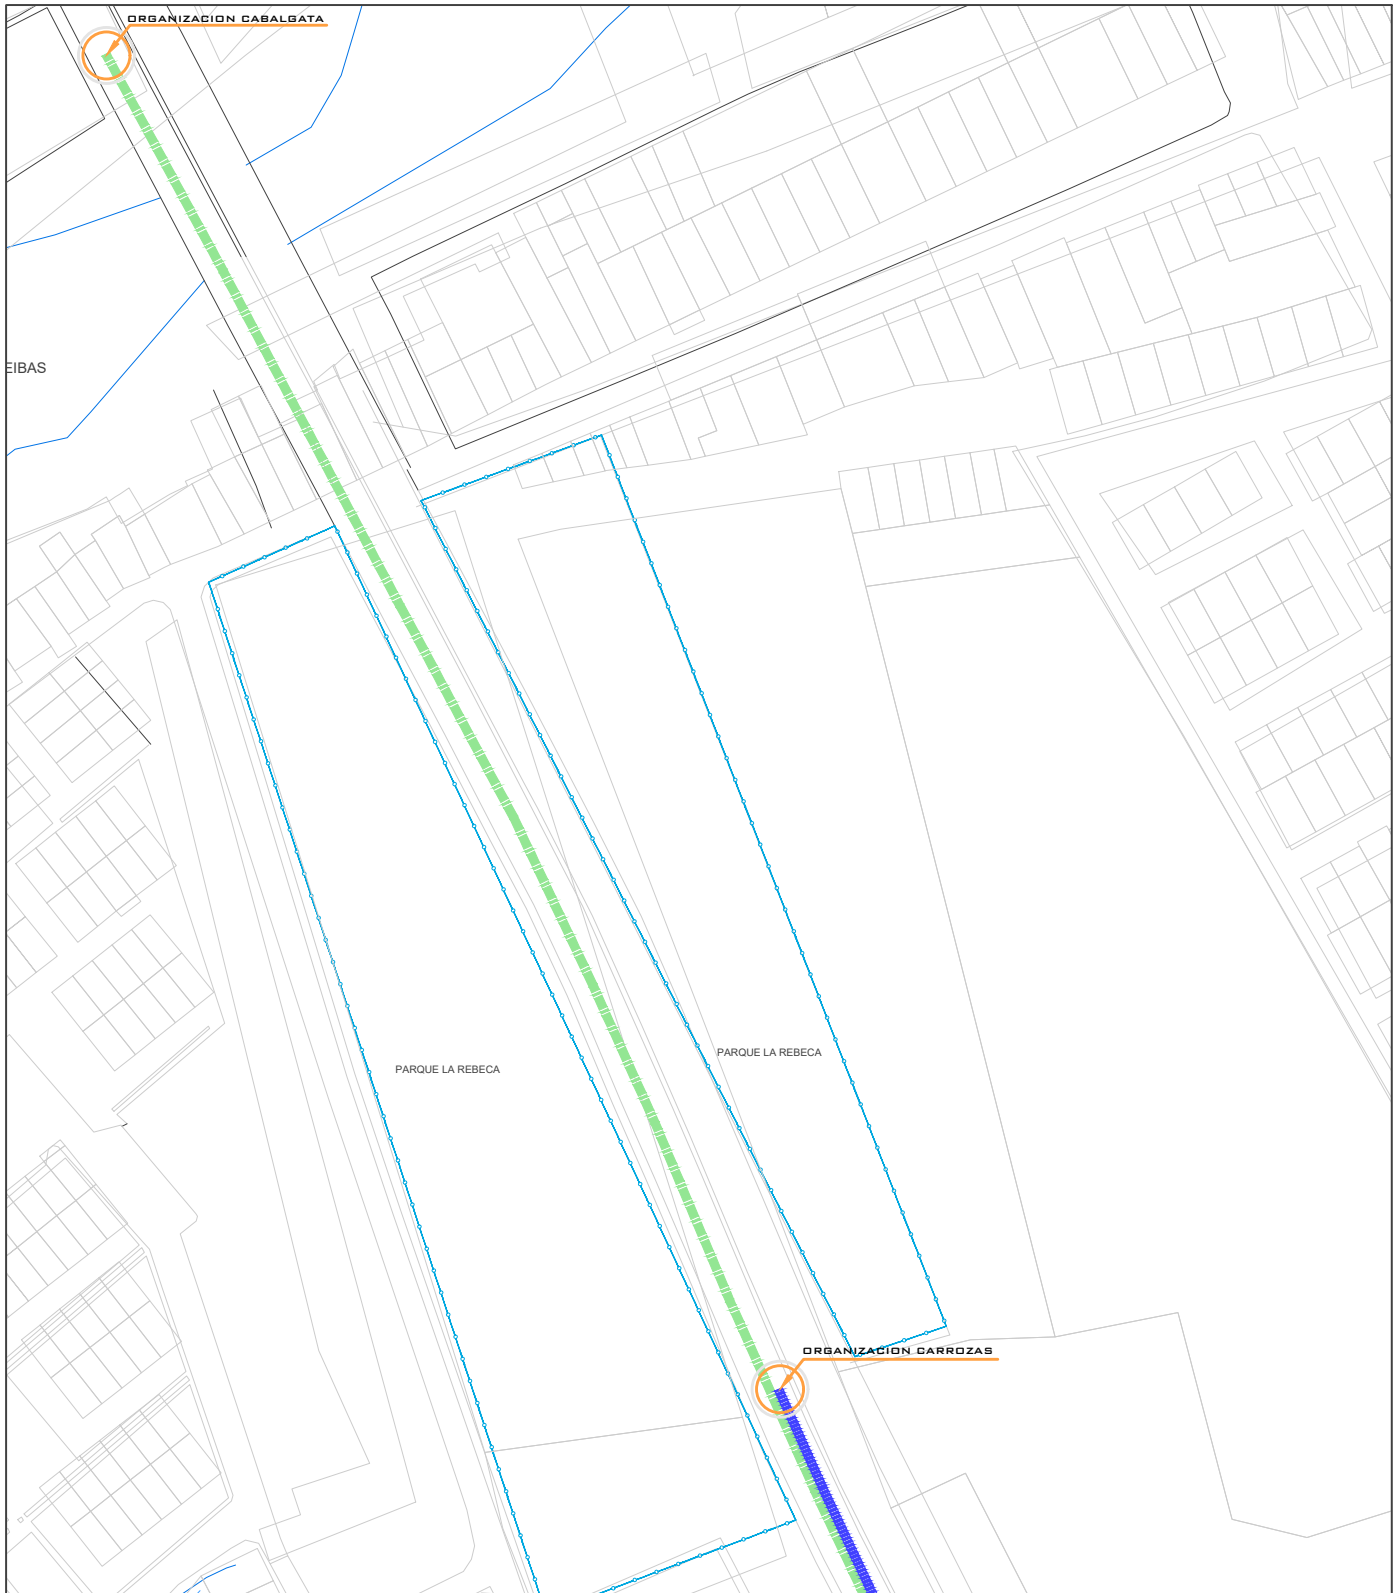 ORGANIZACION CABALGATA
EIBAS
PARQUE LA REBECA
PARQUE LA REBECA
ORGANIZACION CARROZAS